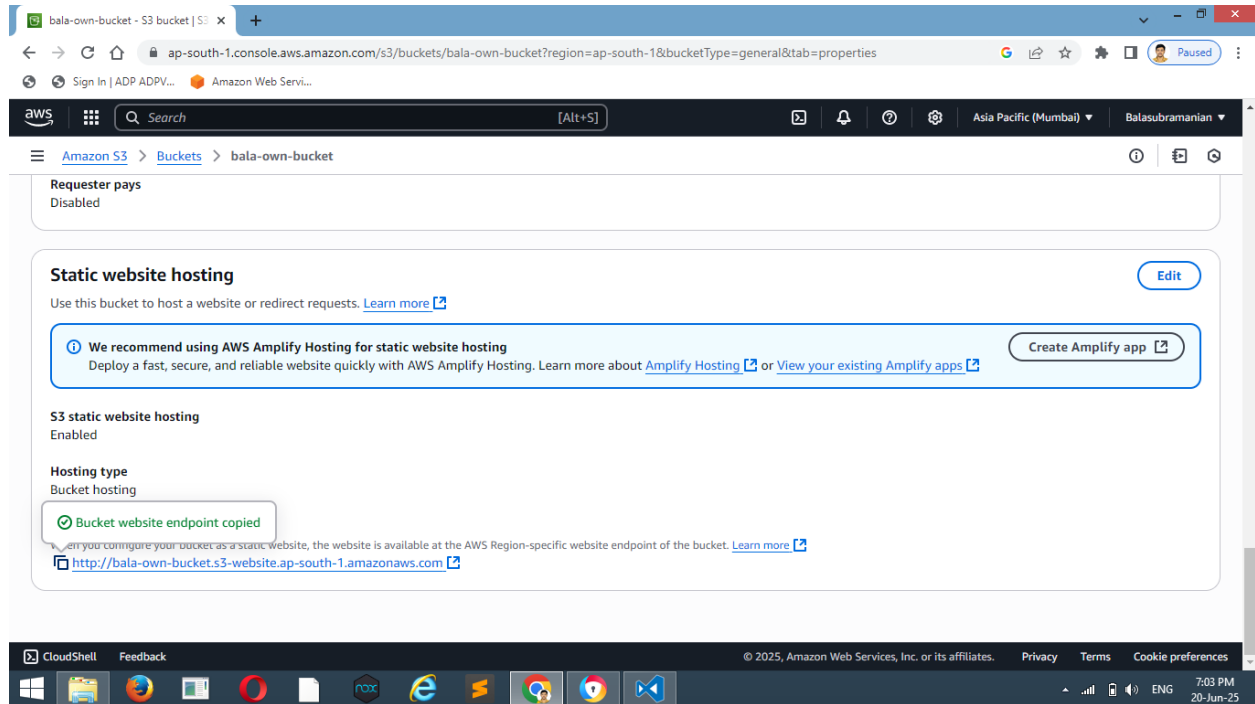 bala-own-bucket - S3 bucket | S3
ap-south-1.console.aws.amazon.com/s3/buckets/bala-own-bucket?region=ap-south-1&bucketType=general&tab=properties
G
Paused
Sign In | ADP ADPV...
Amazon Web Servi...
aws
Search
[Alt+S]
Asia Pacific (Mumbai)
Balasubramanian
Amazon S3 > Buckets > bala-own-bucket
Requester pays
Disabled
Static website hosting
Edit
Use this bucket to host a website or redirect requests. Learn more
We recommend using AWS Amplify Hosting for static website hosting
Create Amplify app
Deploy a fast, secure, and reliable website quickly with AWS Amplify Hosting. Learn more about Amplify Hosting or View your existing Amplify apps
S3 static website hosting
Enabled
Hosting type
Bucket hosting
Bucket website endpoint copied
When you configure your bucket as a static website, the website is available at the AWS Region-specific website endpoint of the bucket. Learn more
http://bala-own-bucket.s3-website.ap-south-1.amazonaws.com
CloudShell
Feedback
© 2025, Amazon Web Services, Inc. or its affiliates.
Privacy
Terms
Cookie preferences
nox
ENG
7:03 PM
20-Jun-25